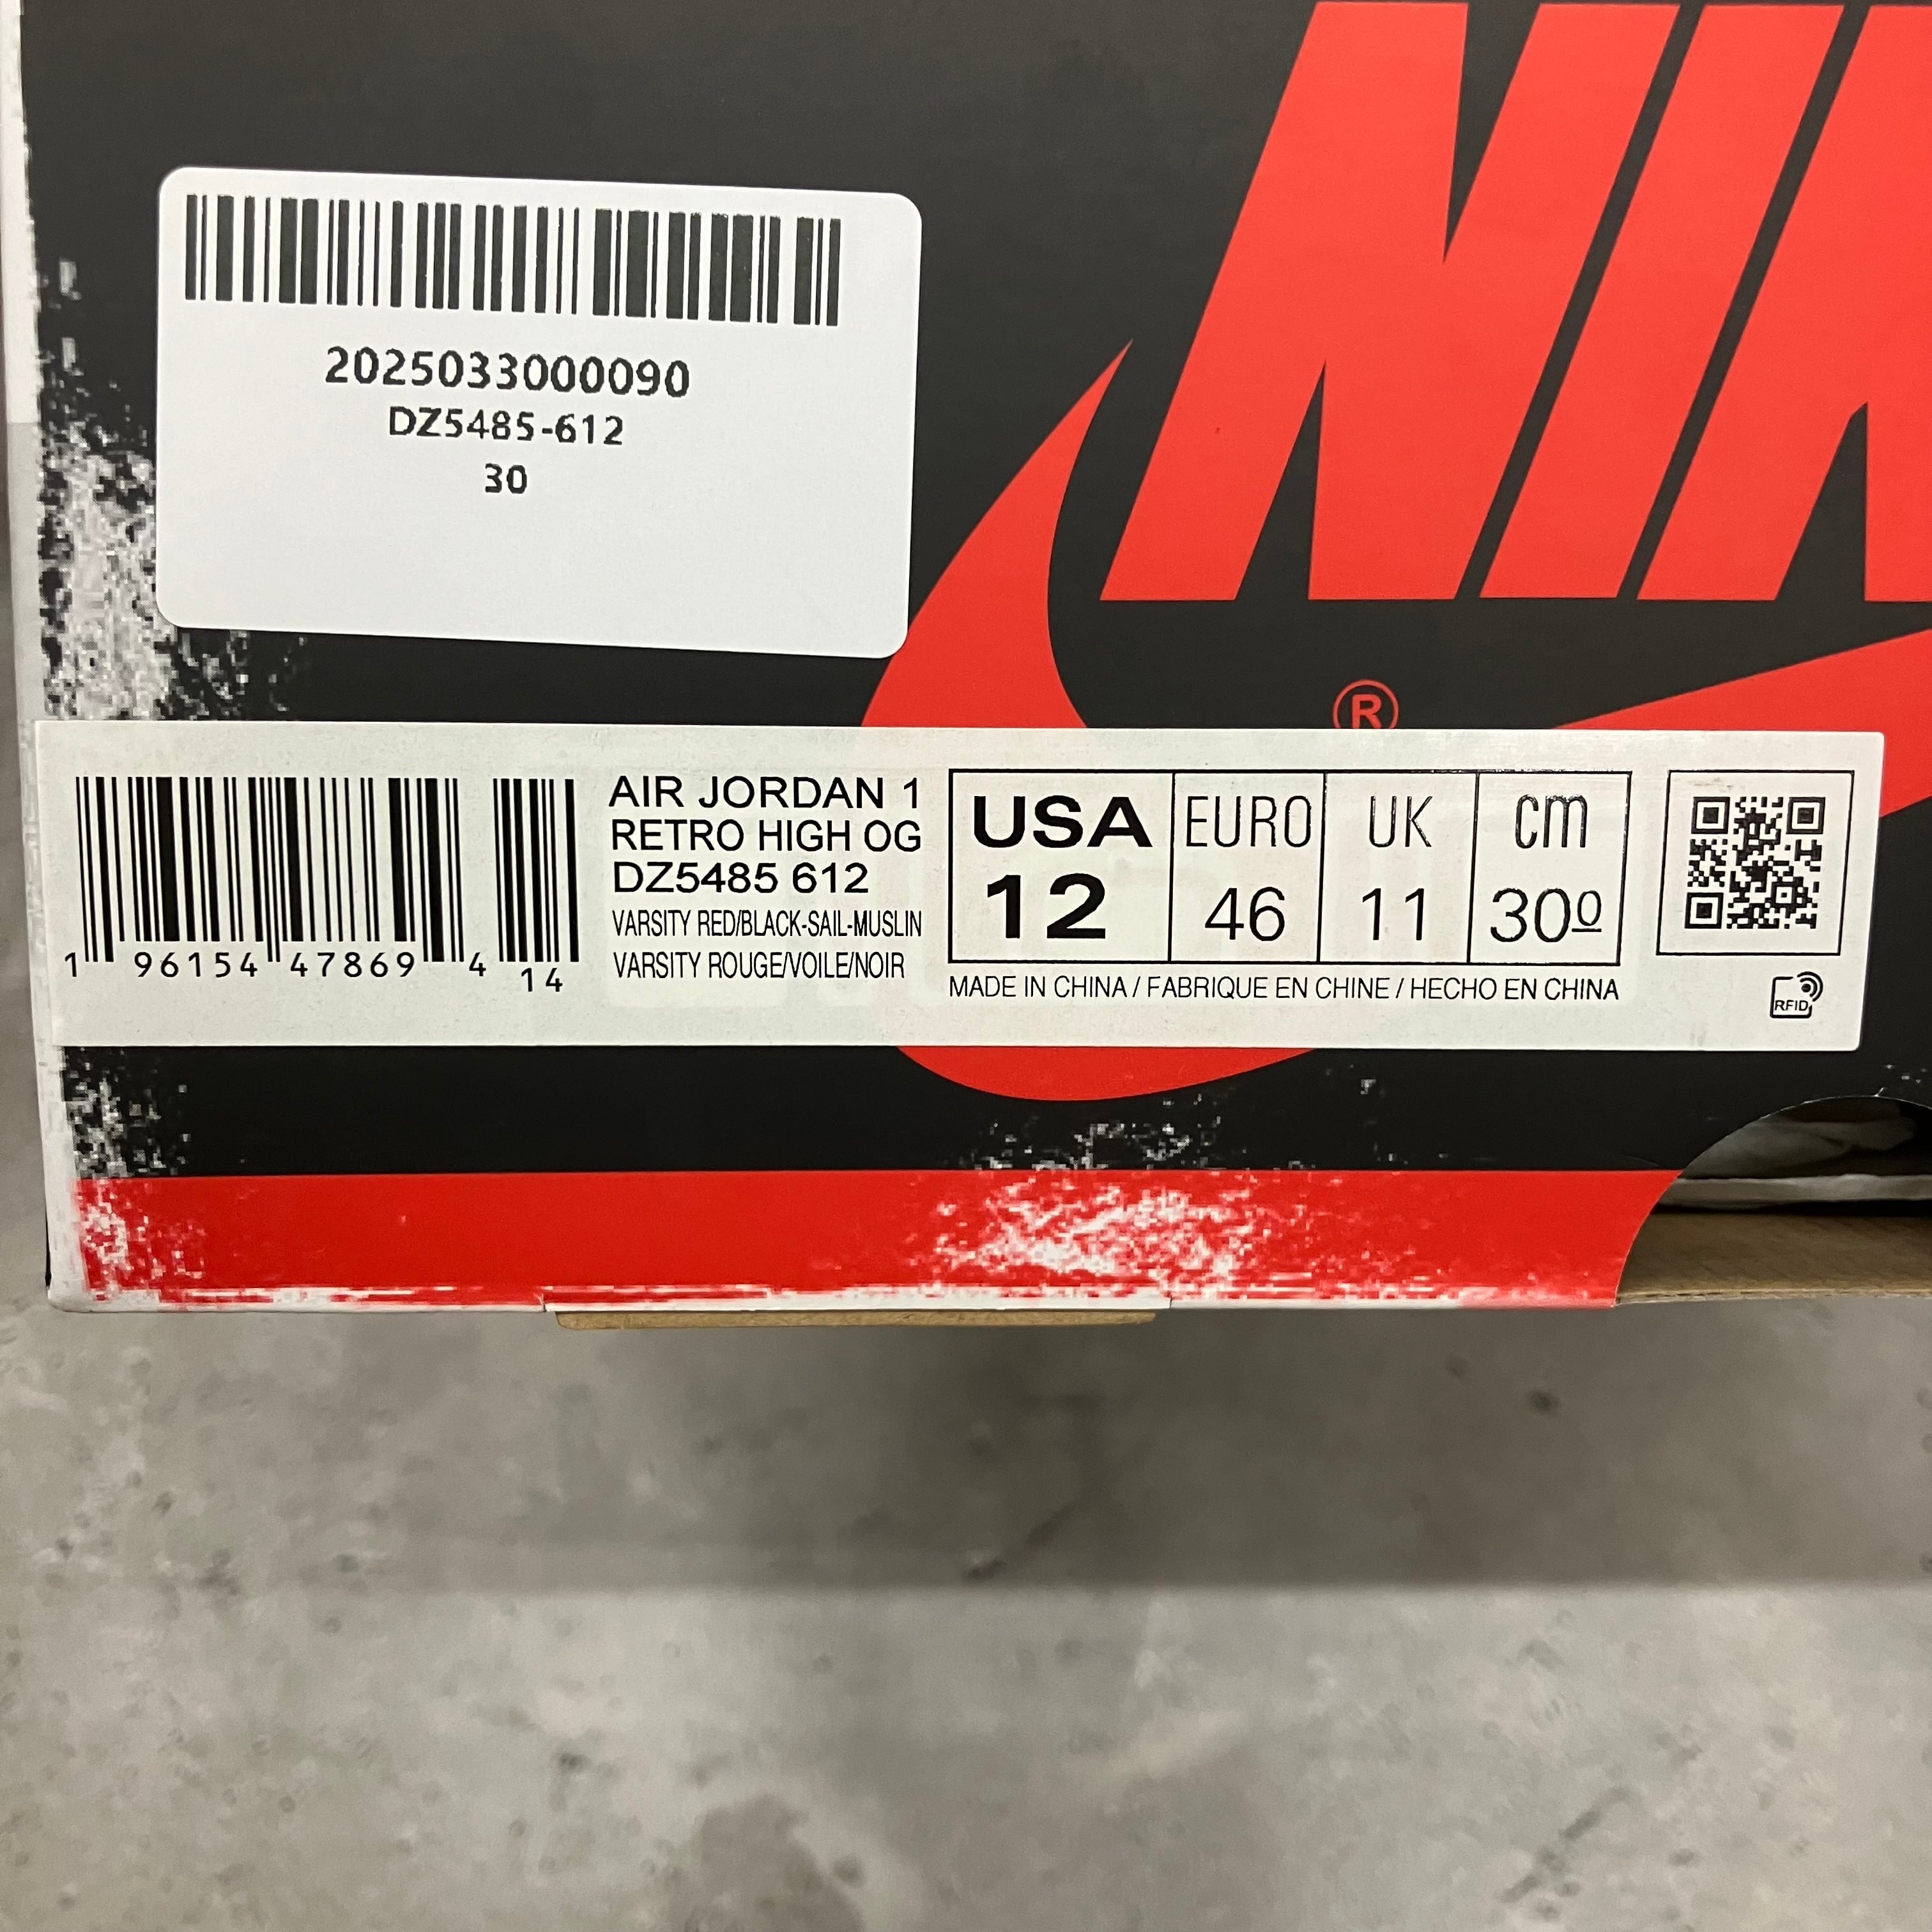 NIK
2025033000090
DZ5485-612
30
®
AIR JORDAN 1
RETRO HIGH OG
DZ5485 612
VARSITY RED/BLACK-SAIL-MUSLIN
VARSITY ROUGE/VOILE/NOIR
1 96154 47869 4 14
USA EURO UK cm
12 46 11 30º
MADE IN CHINA / FABRIQUE EN CHINE / HECHO EN CHINA
RFID